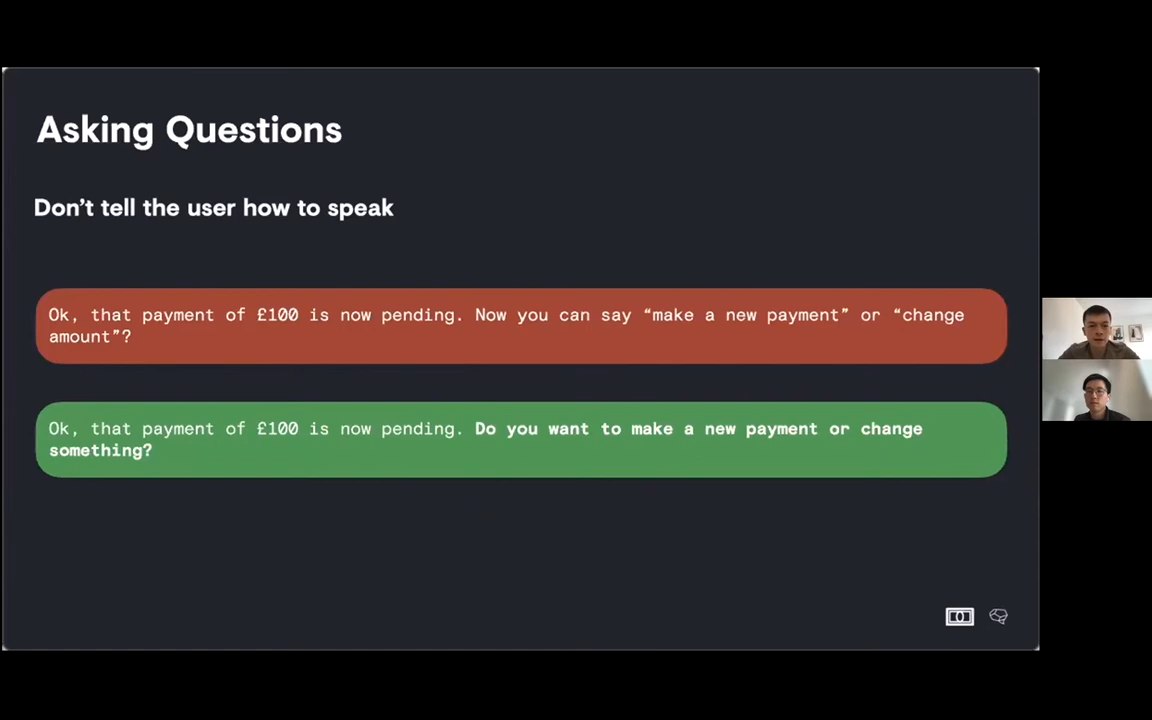 Asking Questions
Don’t tell the user how to speak
Ok, that payment of £100 is now pending. Now you can say “make a new payment” or “change
amount”?
Ok, that payment of £100 is now pending. Do you want to make a new payment or change
something?